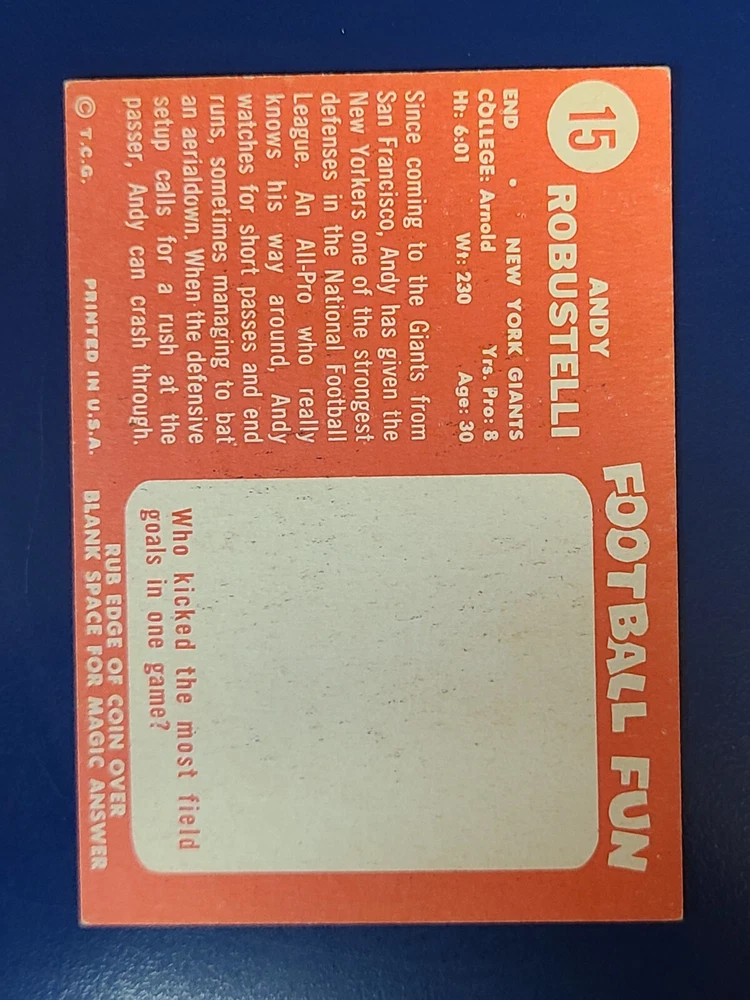 15
ANDY
ROBUSTELLI
END • NEW YORK GIANTS
COLLEGE: Arnold Yrs. Pro: 8
Ht: 6:01 Wt: 230 Age: 30
Since coming to the Giants from
San Francisco, Andy has given the
New Yorkers one of the strongest
defenses in the National Football
League. An All-Pro who really
knows his way around, Andy
watches for short passes and end
runs, sometimes managing to bat
an aerialdown. When the defensive
setup calls for a rush at the
passer, Andy can crash through.
© T.C.G. PRINTED IN U.S.A.
FOOTBALL FUN
Who kicked the most field
goals in one game?
RUB EDGE OF COIN OVER
BLANK SPACE FOR MAGIC ANSWER